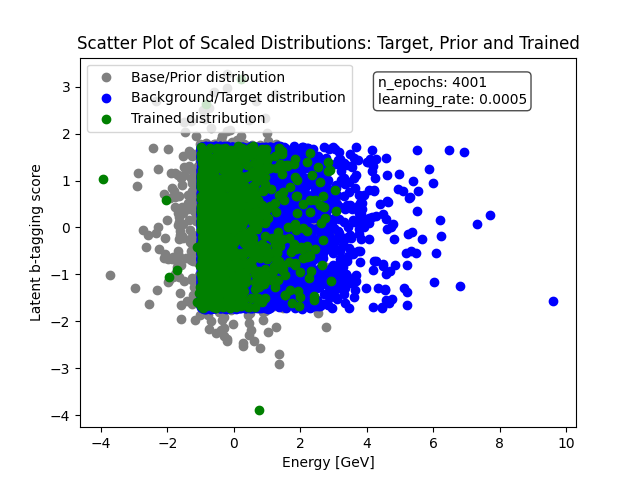 Scatter Plot of Scaled Distributions: Target, Prior and Trained
Base/Prior distribution
Background/Target distribution
Trained distribution
n_epochs: 4001
learning_rate: 0.0005
Latent b-tagging score
3
2
1
0
−1
−2
−3
−4
−4
−2
0
2
4
6
8
10
Energy [GeV]